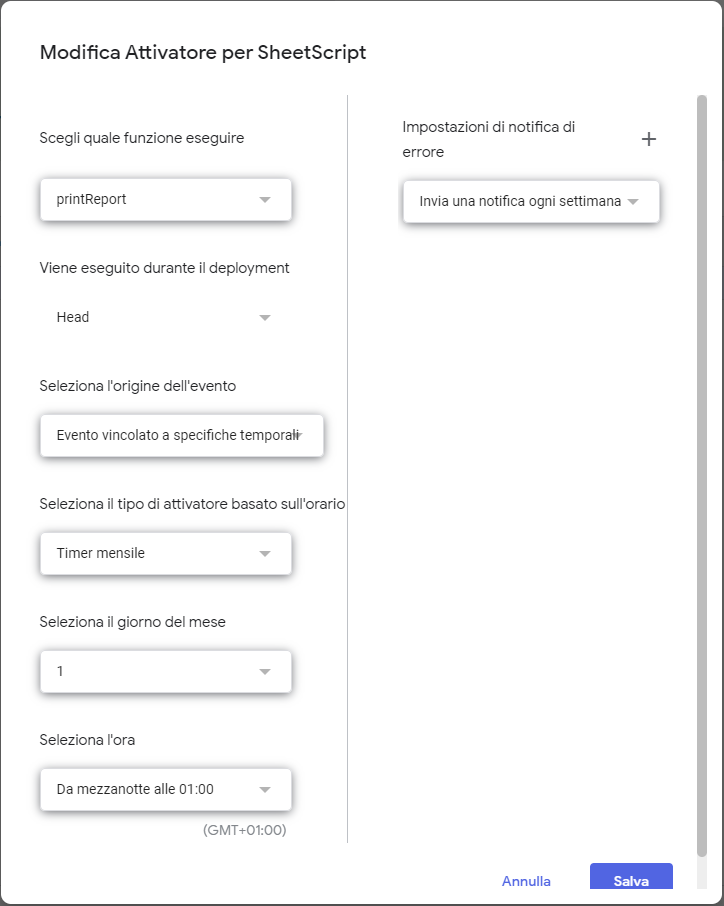 Modifica Attivatore per SheetScript
Scegli quale funzione eseguire
printReport
Viene eseguito durante il deployment
Head
Seleziona l'origine dell'evento
Evento vincolato a specifiche temporali
Seleziona il tipo di attivatore basato sull'orario
Timer mensile
Seleziona il giorno del mese
1
Seleziona l'ora
Da mezzanotte alle 01:00
(GMT+01:00)
Impostazioni di notifica di
errore
Invia una notifica ogni settimana
Annulla
Salva